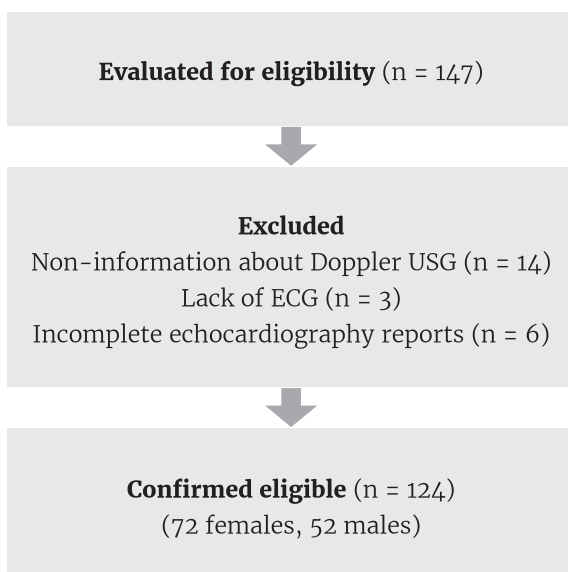 Evaluated for eligibility (n = 147)
Excluded
Non-information about Doppler USG (n = 14)
Lack of ECG (n = 3)
Incomplete echocardiography reports (n = 6)
Confirmed eligible (n = 124)
(72 females, 52 males)